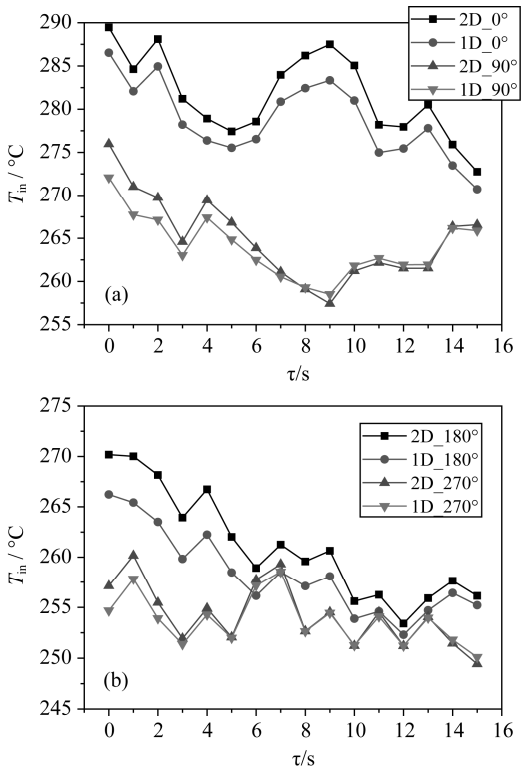 290
285
280
275
270
265
260
255
T_in / °C
2D_0°
1D_0°
2D_90°
1D_90°
(a)
0 2 4 6 8 10 12 14 16
τ/s
275
270
265
260
255
250
245
T_in / °C
2D_180°
1D_180°
2D_270°
1D_270°
(b)
0 2 4 6 8 10 12 14 16
τ/s